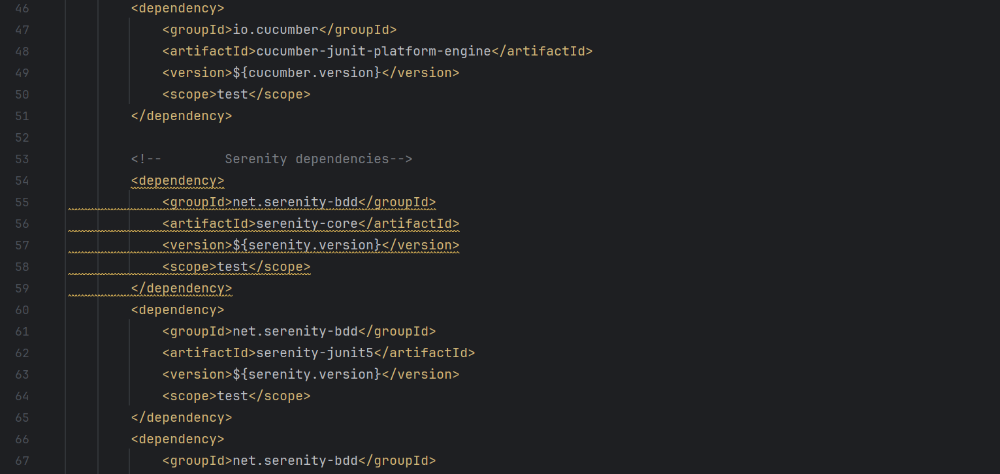 46 <dependency>
47 <groupId>io.cucumber</groupId>
48 <artifactId>cucumber-junit-platform-engine</artifactId>
49 <version>${cucumber.version}</version>
50 <scope>test</scope>
51 </dependency>
52
53 <!-- Serenity dependencies-->
54 <dependency>
55 <groupId>net.serenity-bdd</groupId>
56 <artifactId>serenity-core</artifactId>
57 <version>${serenity.version}</version>
58 <scope>test</scope>
59 </dependency>
60 <dependency>
61 <groupId>net.serenity-bdd</groupId>
62 <artifactId>serenity-junit5</artifactId>
63 <version>${serenity.version}</version>
64 <scope>test</scope>
65 </dependency>
66 <dependency>
67 <groupId>net.serenity-bdd</groupId>